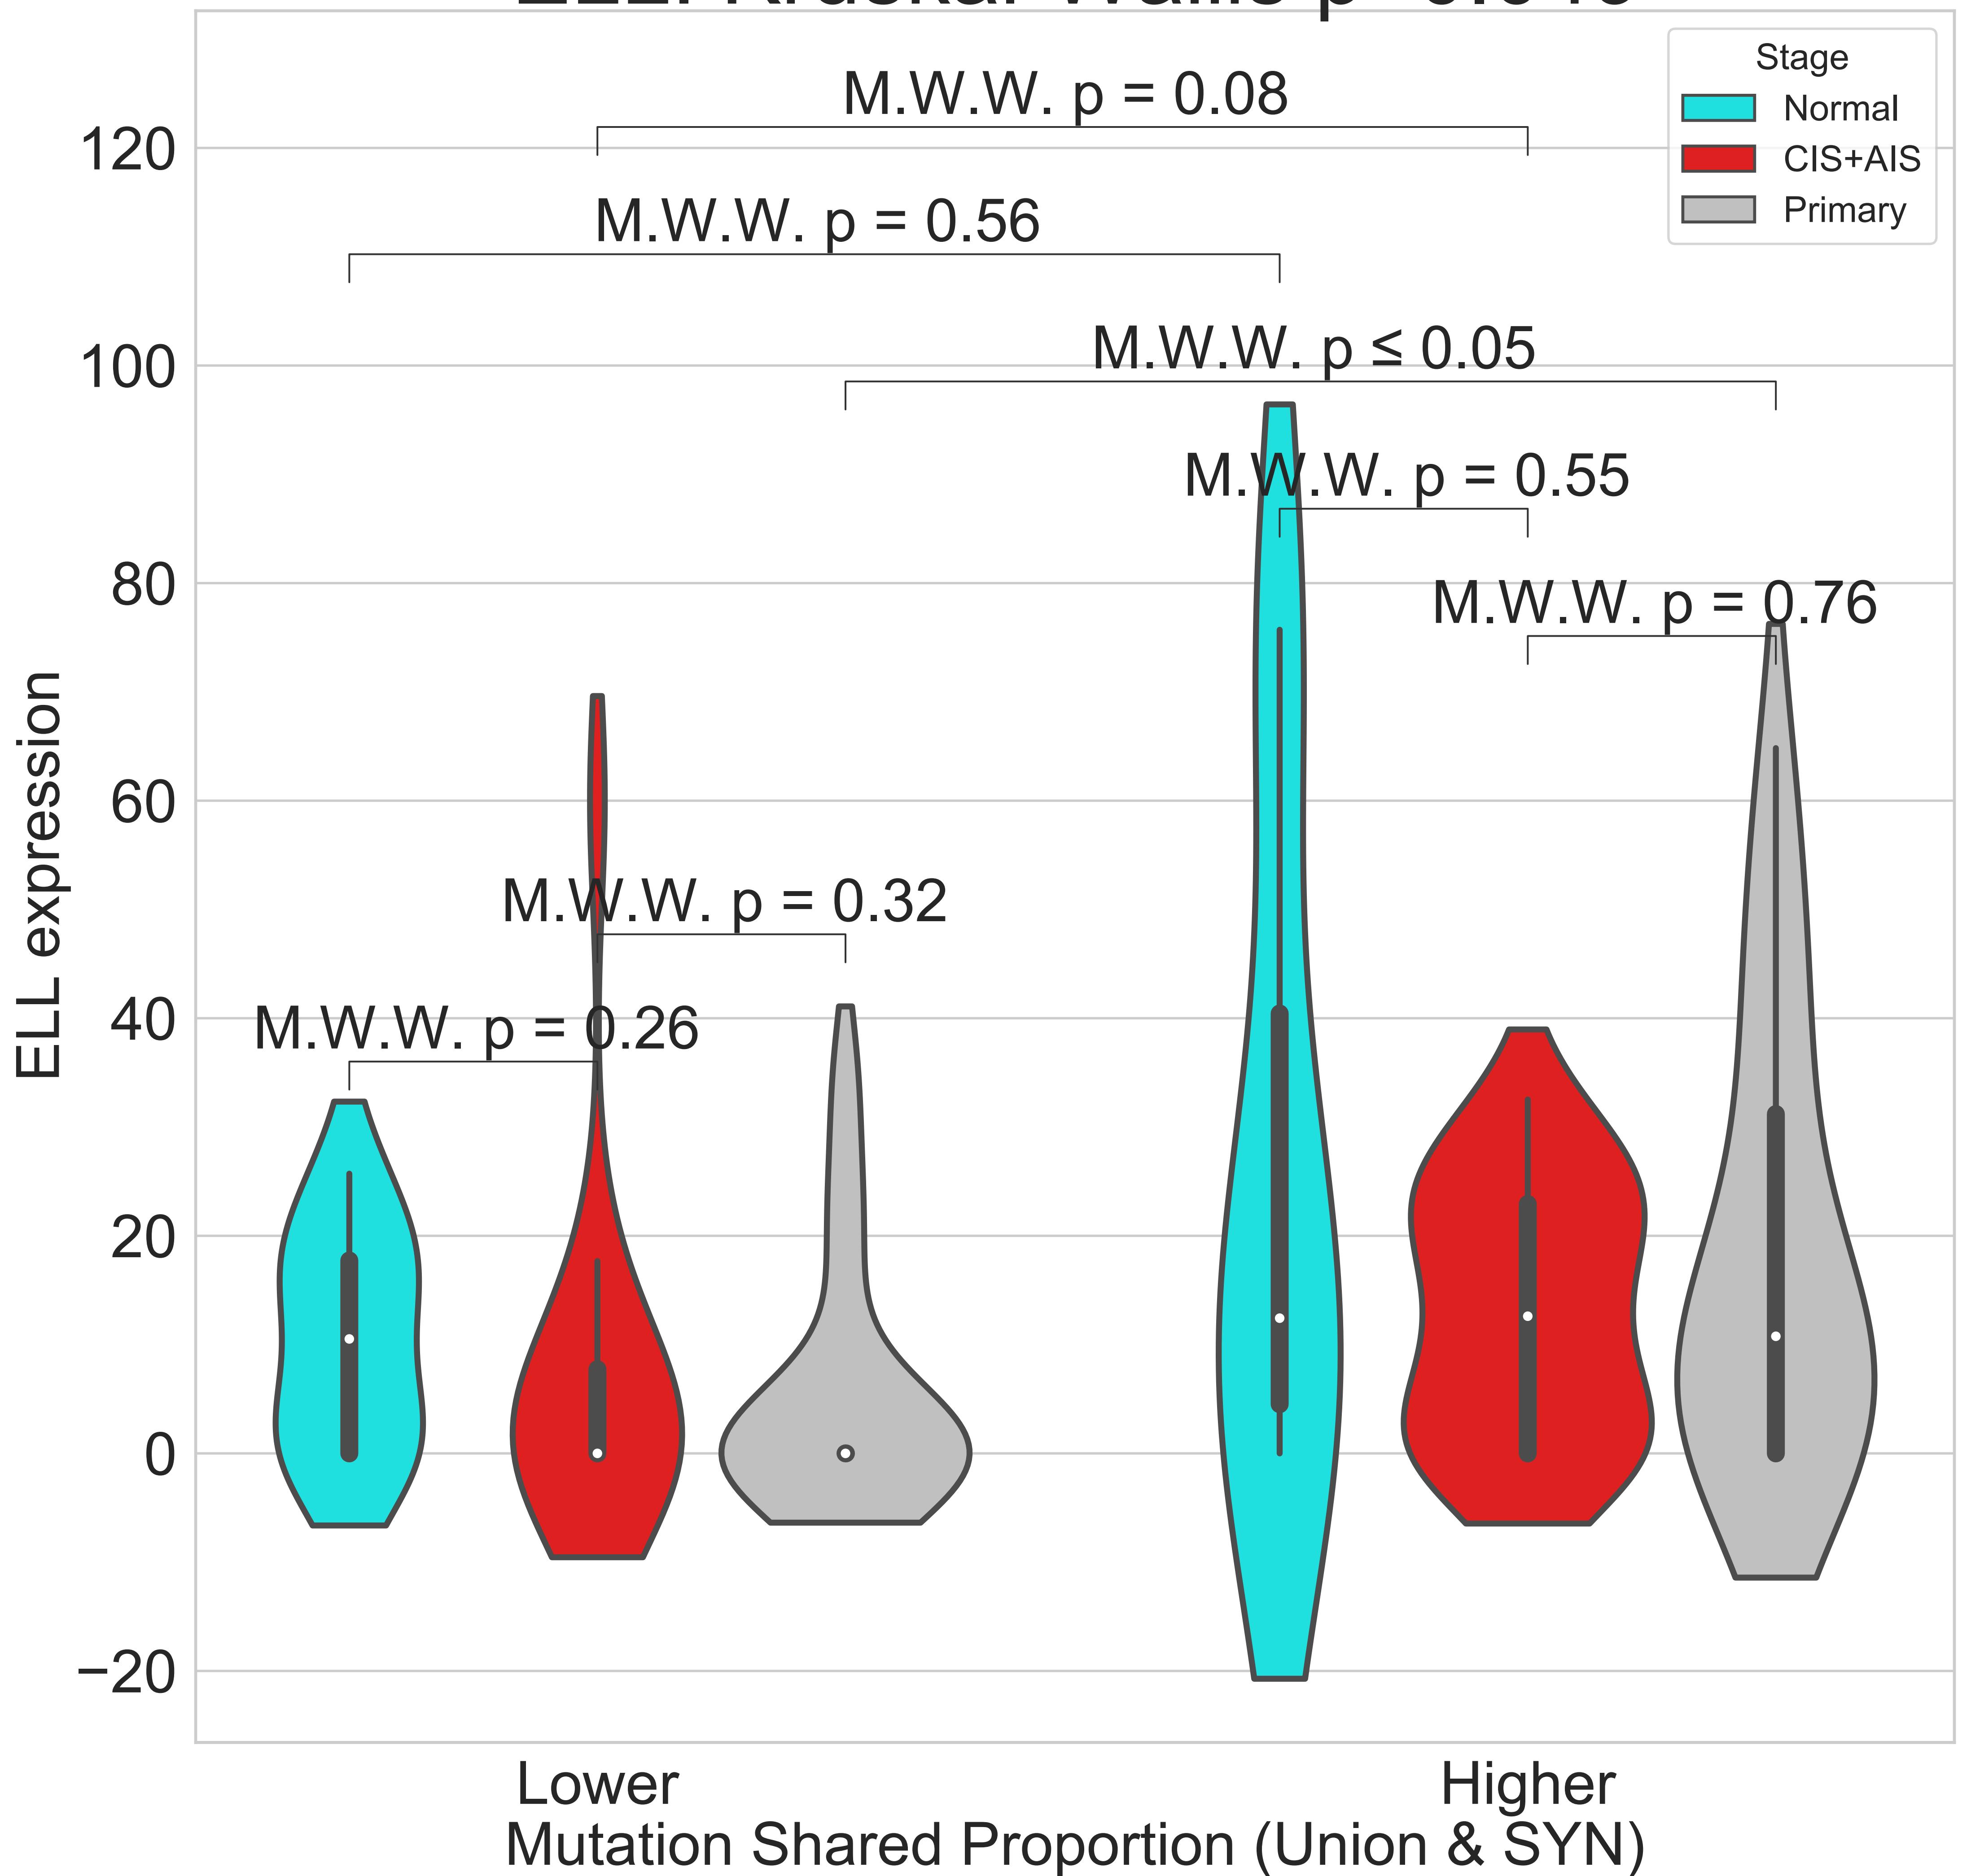 Stage
Normal
CIS+AIS
Primary
M.W.W. p = 0.08
M.W.W. p = 0.56
M.W.W. p ≤ 0.05
M.W.W. p = 0.55
M.W.W. p = 0.76
M.W.W. p = 0.32
M.W.W. p = 0.26
120
100
80
60
40
20
0
−20
ELL expression
Lower
Higher
Mutation Shared Proportion (Union & SYN)